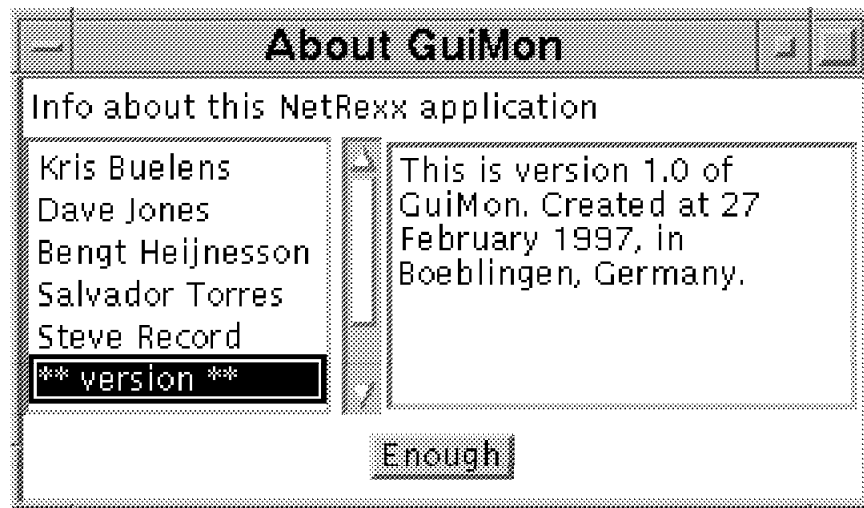 About GuiMon
Info about this NetRexx application
Kris Buelens
Dave Jones
Bengt Heijnesson
Salvador Torres
Steve Record
** version **
This is version 1.0 of
GuiMon. Created at 27
February 1997, in
Boeblingen, Germany.
Enough